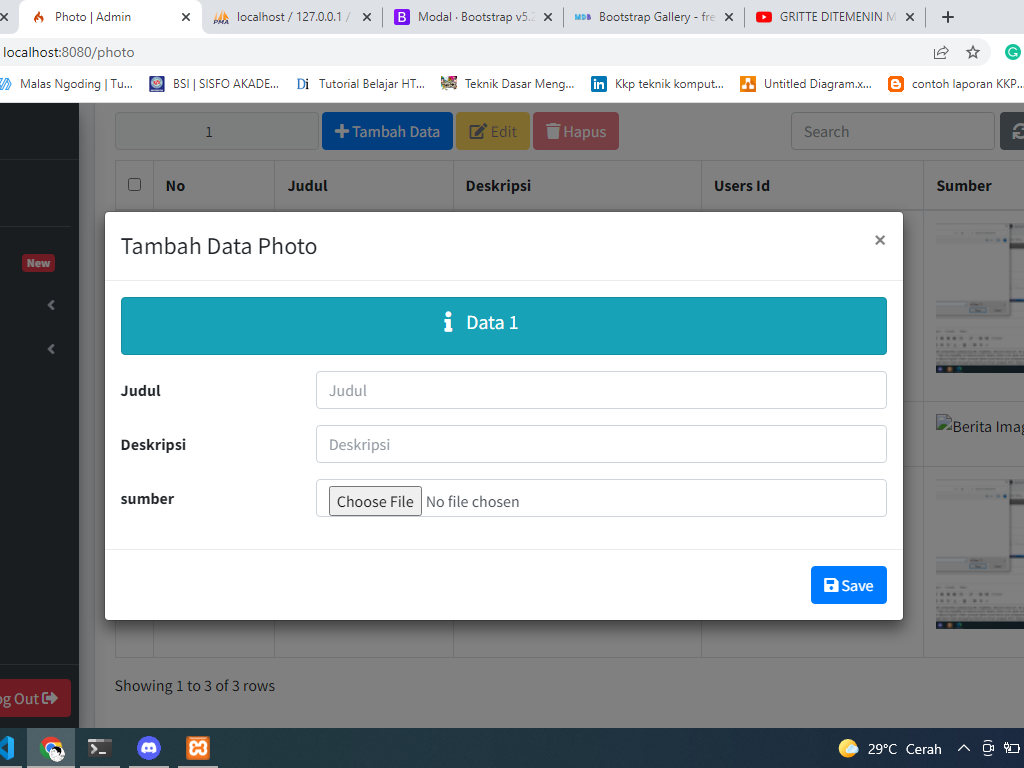 Photo | Admin
localhost / 127.0.0.1 /
Modal · Bootstrap v5.2
Bootstrap Gallery - fre
GRITTE DITEMENIN M
localhost:8080/photo
Malas Ngoding | Tu...
BSI | SISFO AKADE...
Tutorial Belajar HT...
Teknik Dasar Meng...
Kkp teknik komput...
Untitled Diagram.x...
contoh laporan KKP...
1
Tambah Data
Edit
Hapus
Search
No Judul Deskripsi Users Id Sumber
New
Tambah Data Photo
×
Data 1
Judul Judul
Deskripsi Deskripsi
sumber Choose File No file chosen
Save
Berita Imag
Showing 1 to 3 of 3 rows
og Out
29°C Cerah